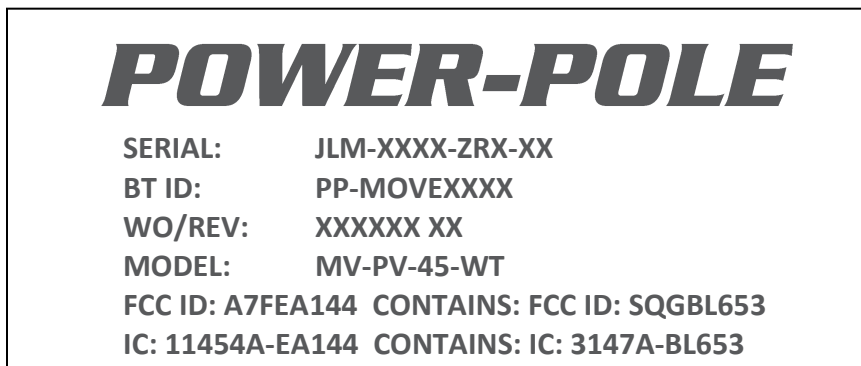 POWER-POLE
SERIAL: JLM-XXXX-ZRX-XX
BT ID: PP-MOVEXXXX
WO/REV: XXXXXX XX
MODEL: MV-PV-45-WT
FCC ID: A7FEA144 CONTAINS: FCC ID: SQGBL653
IC: 11454A-EA144 CONTAINS: IC: 3147A-BL653